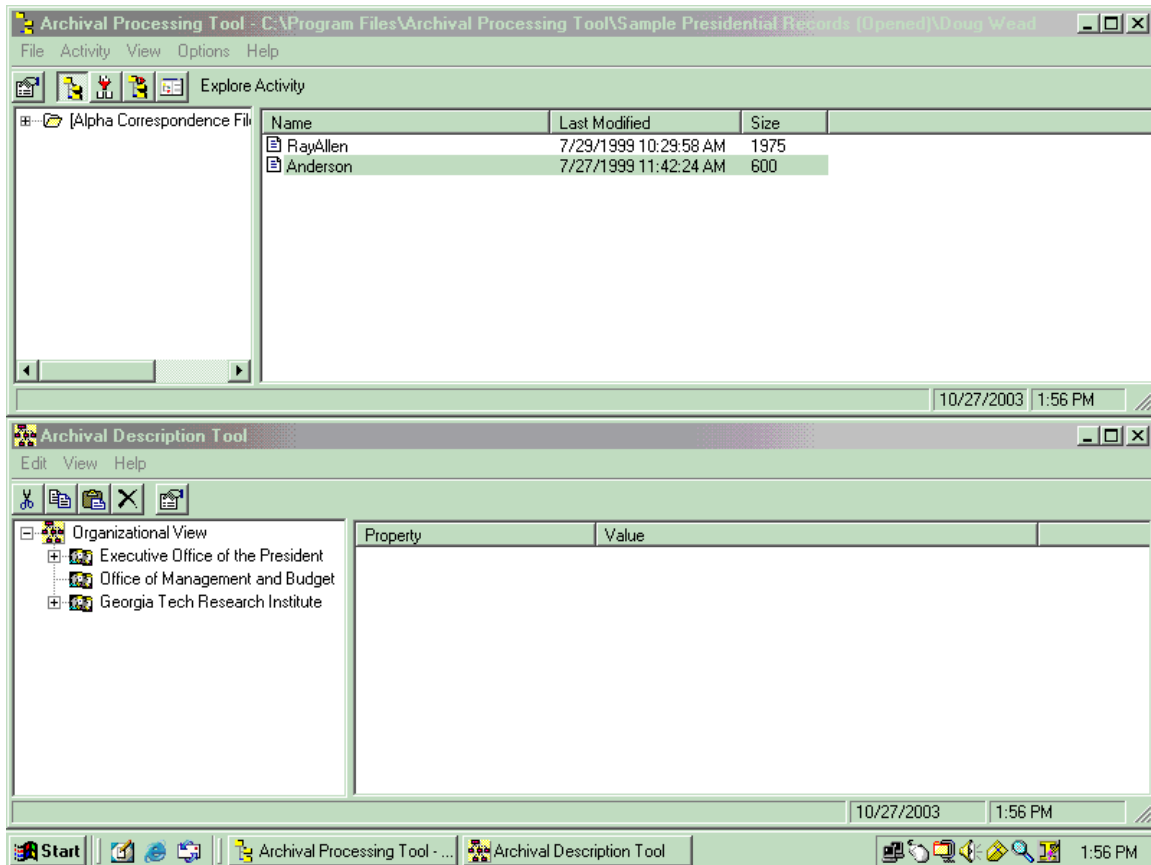 Archival Processing Tool - C:\Program Files\Archival Processing Tool\Sample Presidential Records (Opened)\Doug Wead
File Activity View Options Help
Explore Activity
[Alpha Correspondence Fil
Name Last Modified Size
RayAllen 7/29/1999 10:29:58 AM 1975
Anderson 7/27/1999 11:42:24 AM 600
10/27/2003 1:56 PM
Archival Description Tool
Edit View Help
Organizational View
Executive Office of the President
Office of Management and Budget
Georgia Tech Research Institute
Property Value
10/27/2003 1:56 PM
Start Archival Processing Tool - ... Archival Description Tool 1:56 PM